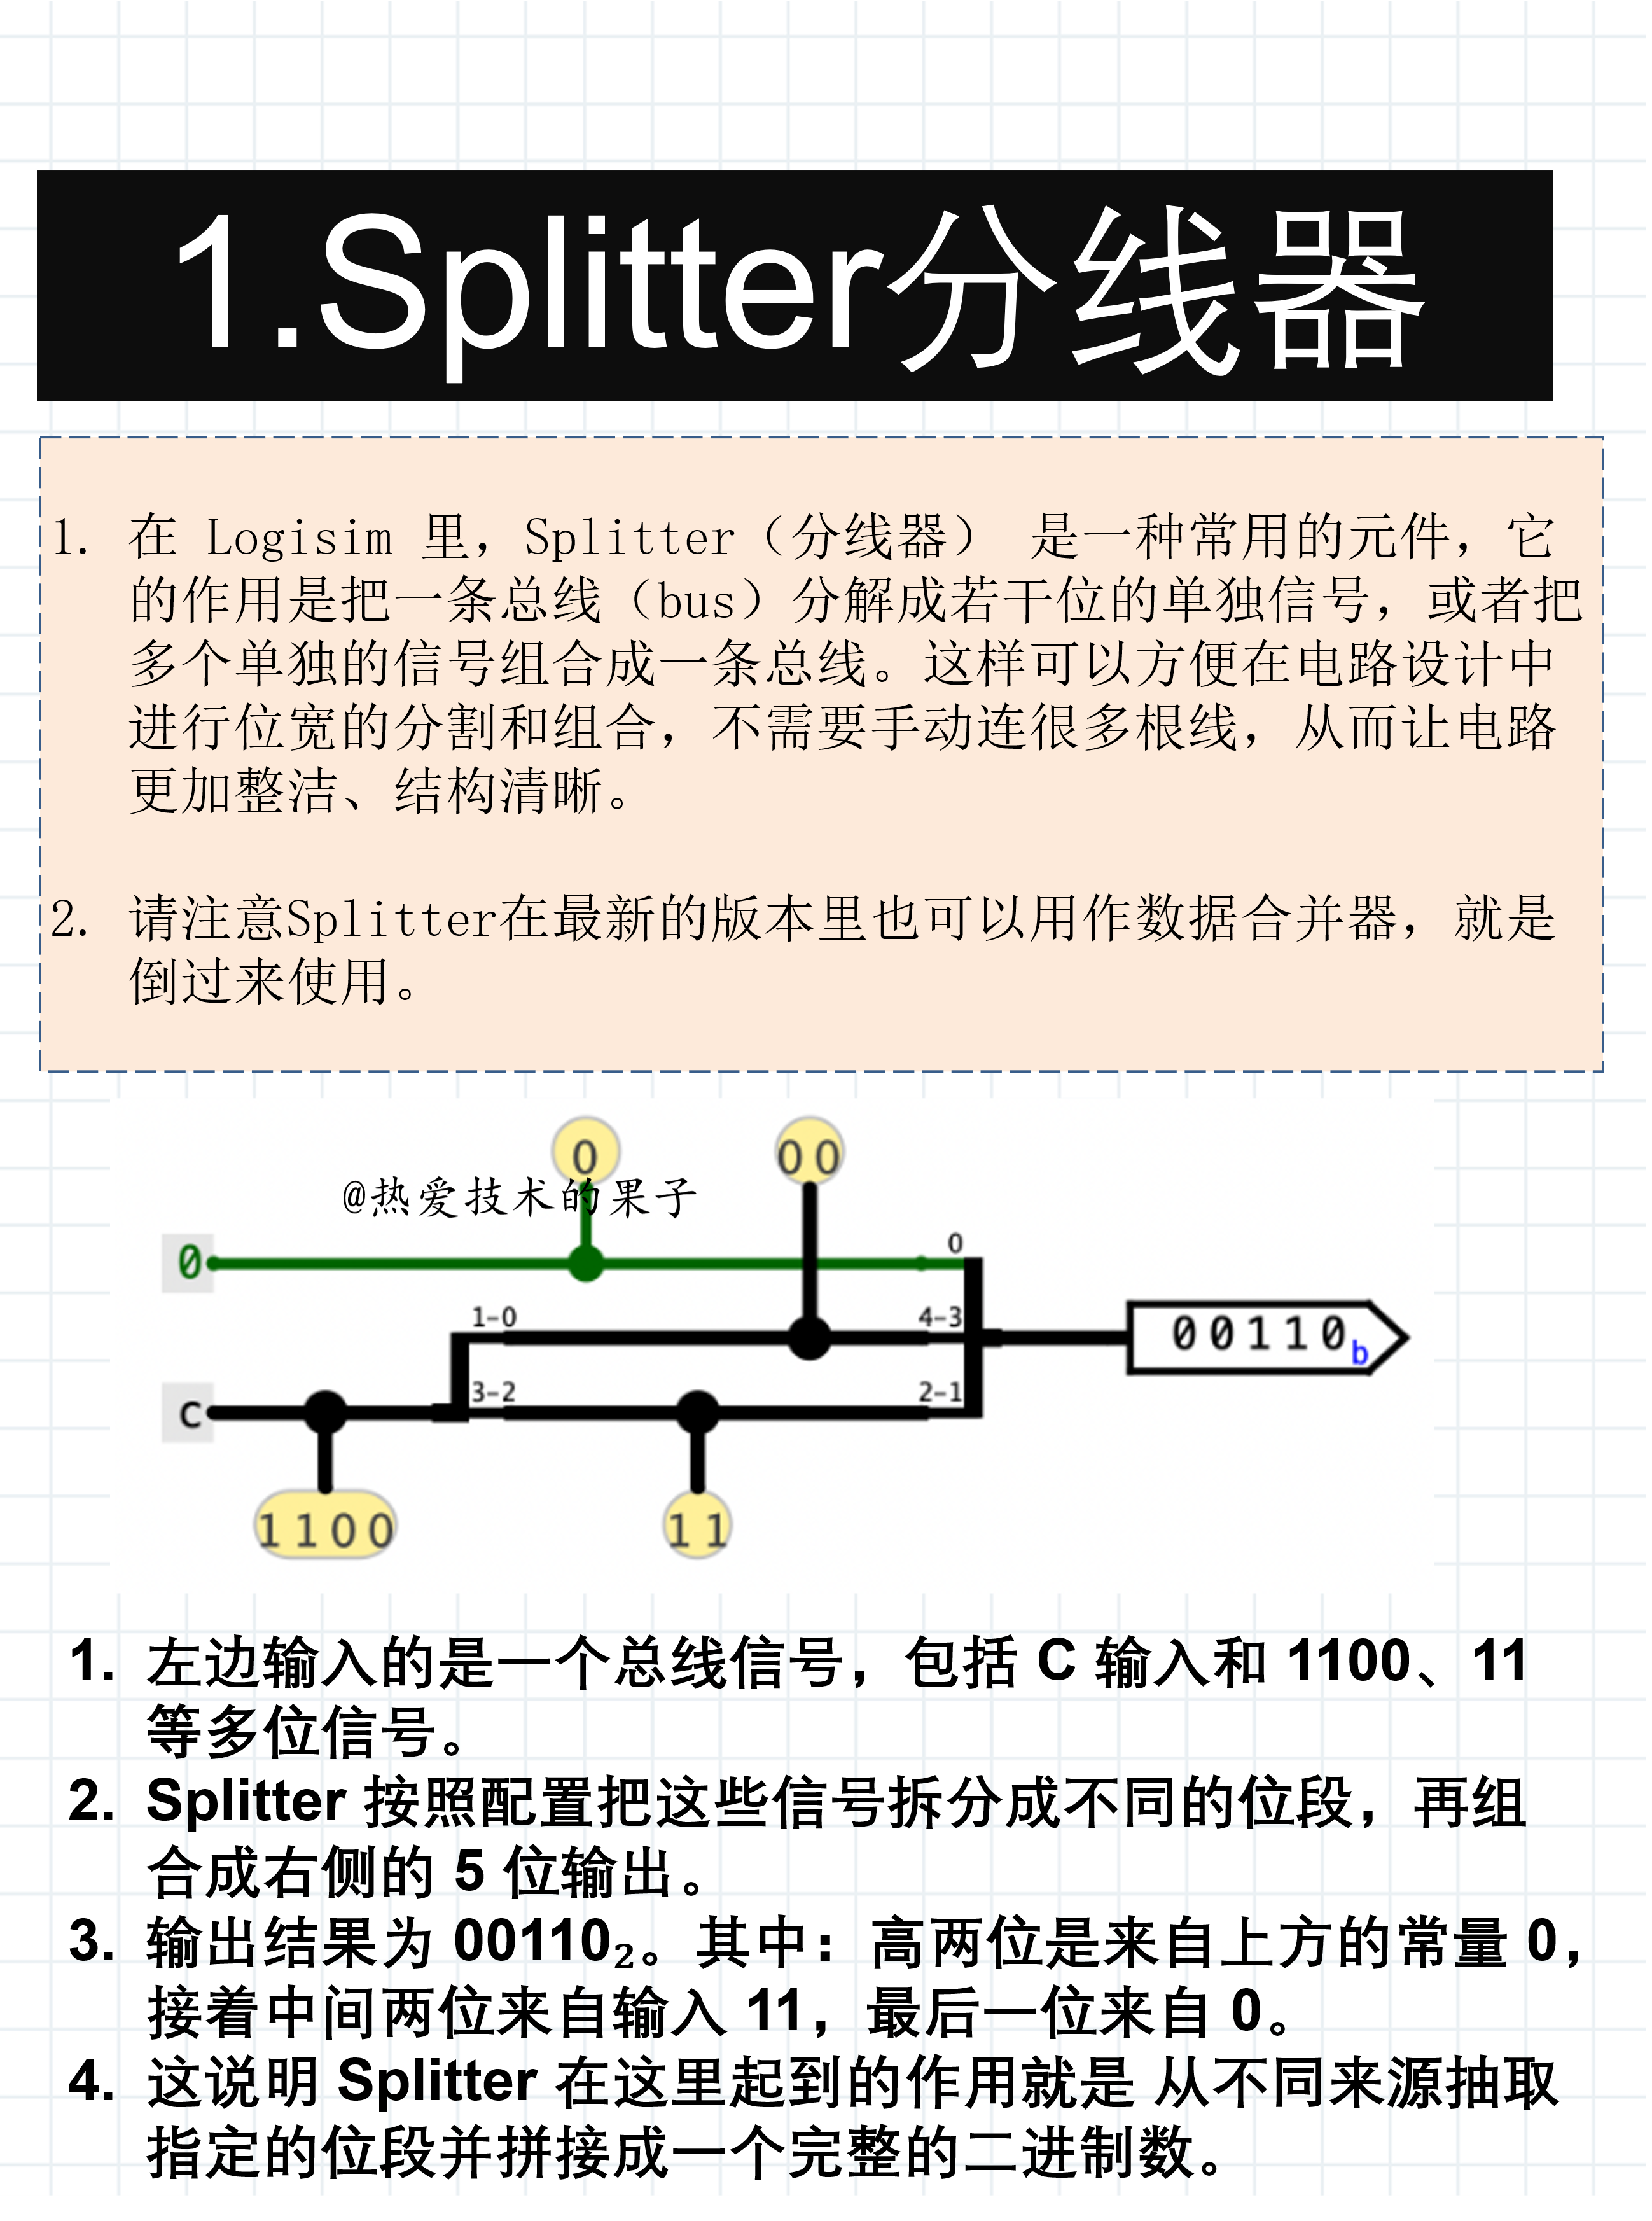 1.Splitter分线器
1. 在 Logisim 里，Splitter（分线器） 是一种常用的元件，它
的作用是把一条总线（bus）分解成若干位的单独信号，或者把
多个单独的信号组合成一条总线。这样可以方便在电路设计中
进行位宽的分割和组合，不需要手动连很多根线，从而让电路
更加整洁、结构清晰。
2. 请注意Splitter在最新的版本里也可以用作数据合并器，就是
倒过来使用。
0
00
@热爱技术的果子
0
0
1-0
4-3
00110b
c
3-2
2-1
1100
11
1. 左边输入的是一个总线信号，包括 C 输入和 1100、11
等多位信号。
2. Splitter 按照配置把这些信号拆分成不同的位段，再组
合成右侧的 5 位输出。
3. 输出结果为 00110₂。其中：高两位是来自上方的常量 0，
接着中间两位来自输入 11，最后一位来自 0。
4. 这说明 Splitter 在这里起到的作用就是 从不同来源抽取
指定的位段并拼接成一个完整的二进制数。